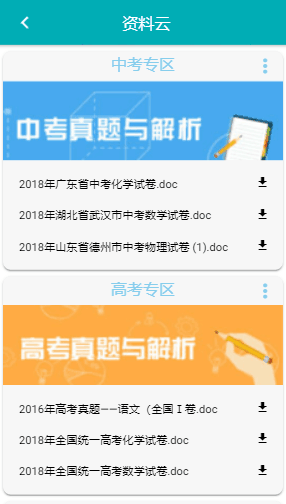 资料云
中考专区
中考真题与解析
2018年广东省中考化学试卷.doc
2018年湖北省武汉市中考数学试卷.doc
2018年山东省德州市中考物理试卷 (1).doc
高考专区
高考真题与解析
2016年高考真题——语文（全国Ⅰ卷.doc
2018年全国统一高考化学试卷.doc
2018年全国统一高考数学试卷.doc